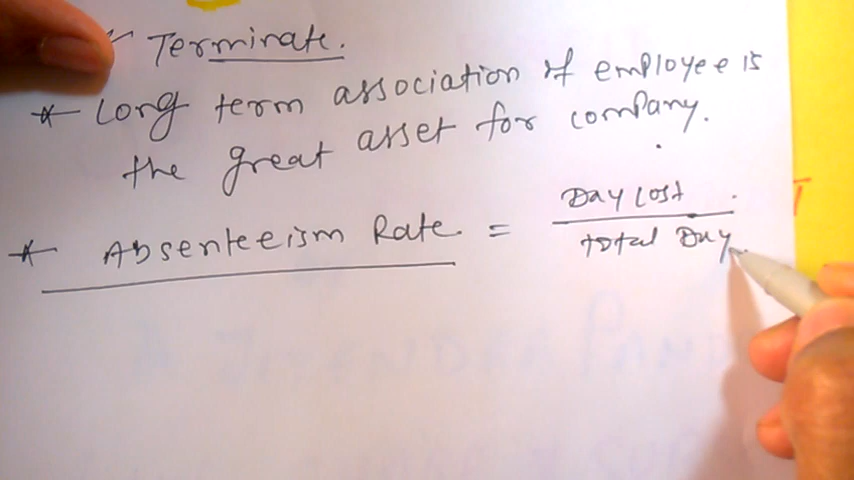 * Terminate.
* Long term association of employee is
the great asset for company.
* Absenteeism Rate. = Day Lost
total Day